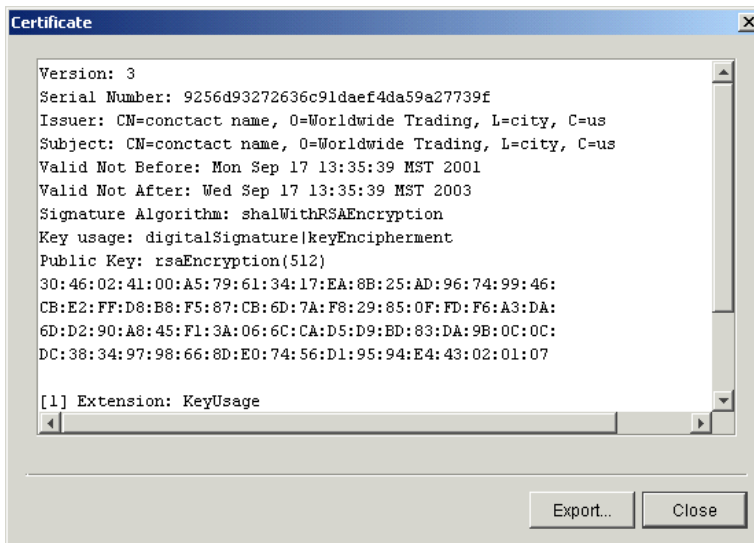 Certificate
Version: 3
Serial Number: 9256d93272636c91daef4da59a27739f
Issuer: CN=conctact name, O=Worldwide Trading, L=city, C=us
Subject: CN=conctact name, O=Worldwide Trading, L=city, C=us
Valid Not Before: Mon Sep 17 13:35:39 MST 2001
Valid Not After: Wed Sep 17 13:35:39 MST 2003
Signature Algorithm: sha1WithRSAEncryption
Key usage: digitalSignature|keyEncipherment
Public Key: rsaEncryption(512)
30:46:02:41:00:A5:79:61:34:17:EA:8B:25:AD:96:74:99:46:
CB:E2:FF:D8:B8:F5:87:CB:6D:7A:F8:29:85:0F:FD:F6:A3:DA:
6D:D2:90:A8:45:F1:3A:06:6C:CA:D5:D9:BD:83:DA:9B:0C:0C:
DC:38:34:97:98:66:8D:E0:74:56:D1:95:94:E4:43:02:01:07
[1] Extension: KeyUsage
Export... Close